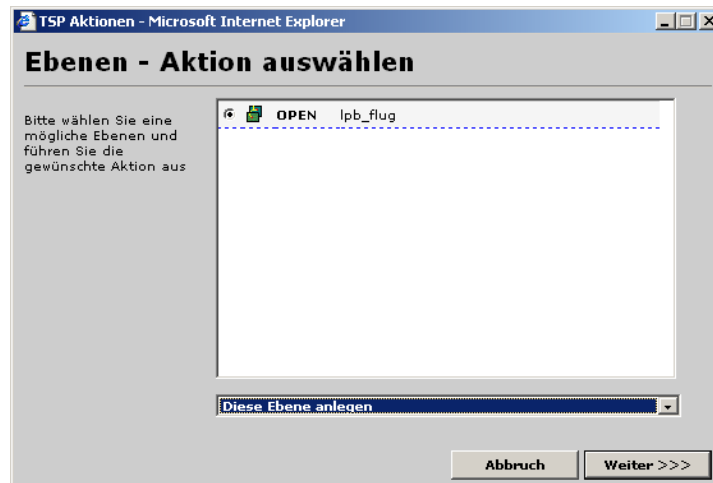 TSP Aktionen - Microsoft Internet Explorer
Ebenen - Aktion auswählen
Bitte wählen Sie eine
mögliche Ebenen und
führen Sie die
gewünschte Aktion aus
OPEN lpb_flug
Diese Ebene anlegen
Abbruch
Weiter >>>